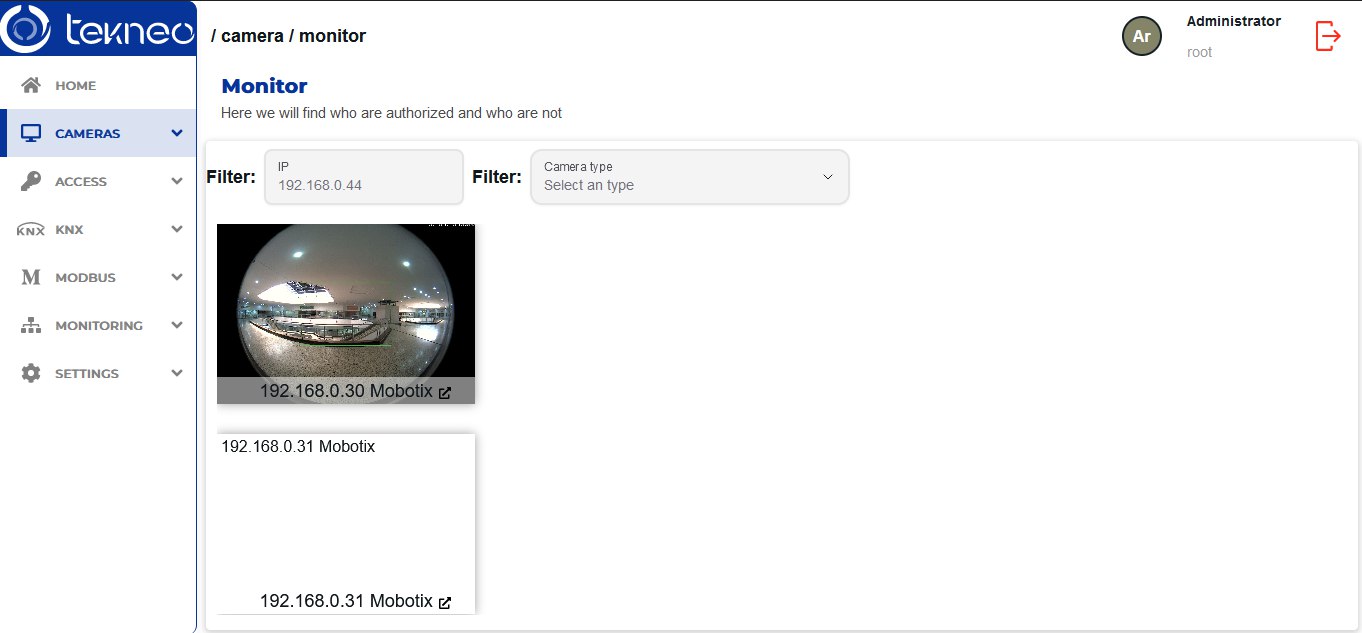 tekneo
/ camera / monitor
Ar
Administrator
root
HOME
CAMERAS
ACCESS
KNX KNX
M MODBUS
MONITORING
SETTINGS
Monitor
Here we will find who are authorized and who are not
Filter:
IP
192.168.0.44
Filter:
Camera type
Select an type
192.168.0.30 Mobotix
192.168.0.31 Mobotix
192.168.0.31 Mobotix